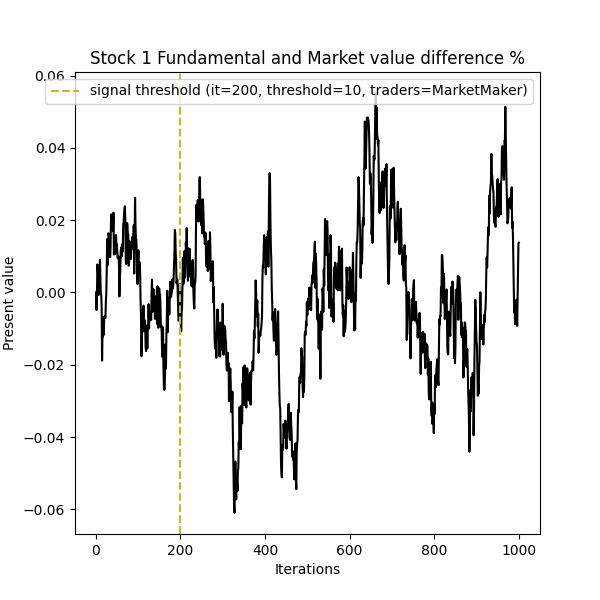 Stock 1 Fundamental and Market value difference %
signal threshold (it=200, threshold=10, traders=MarketMaker)
0.06
0.04
0.02
0.00
−0.02
−0.04
−0.06
Present value
0 200 400 600 800 1000
Iterations